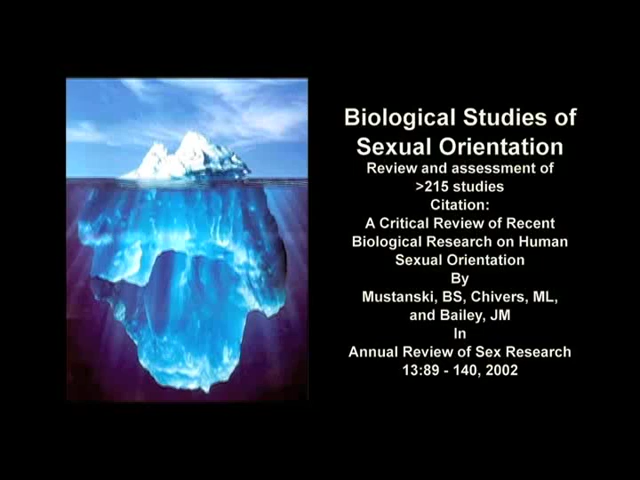 Biological Studies of
Sexual Orientation
Review and assessment of
>215 studies
Citation:
A Critical Review of Recent
Biological Research on Human
Sexual Orientation
By
Mustanski, BS, Chivers, ML,
and Bailey, JM
In
Annual Review of Sex Research
13:89 - 140, 2002